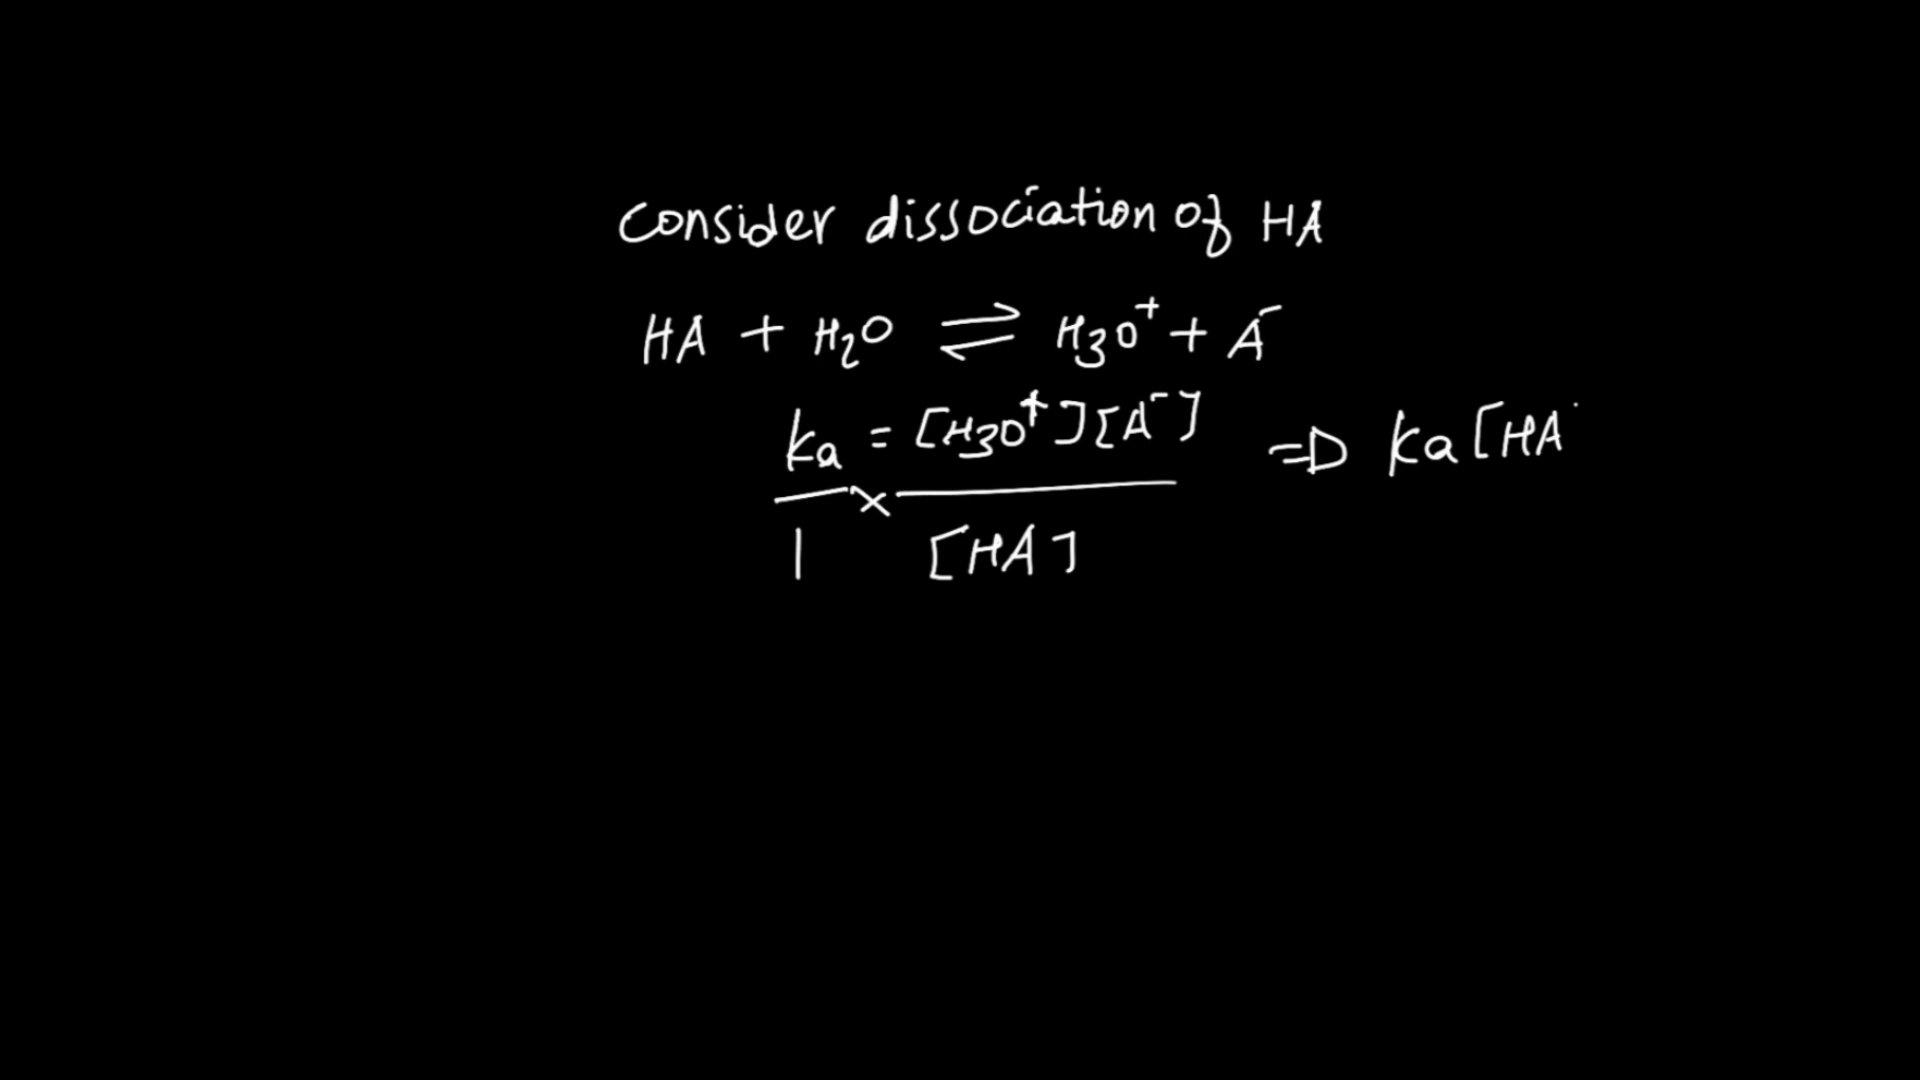 Consider dissociation of HA
HA + H₂O ⇌ H₃O⁺ + A⁻
ka = [H₃O⁺][A⁻] ⇒ ka[HA
1 × [HA]